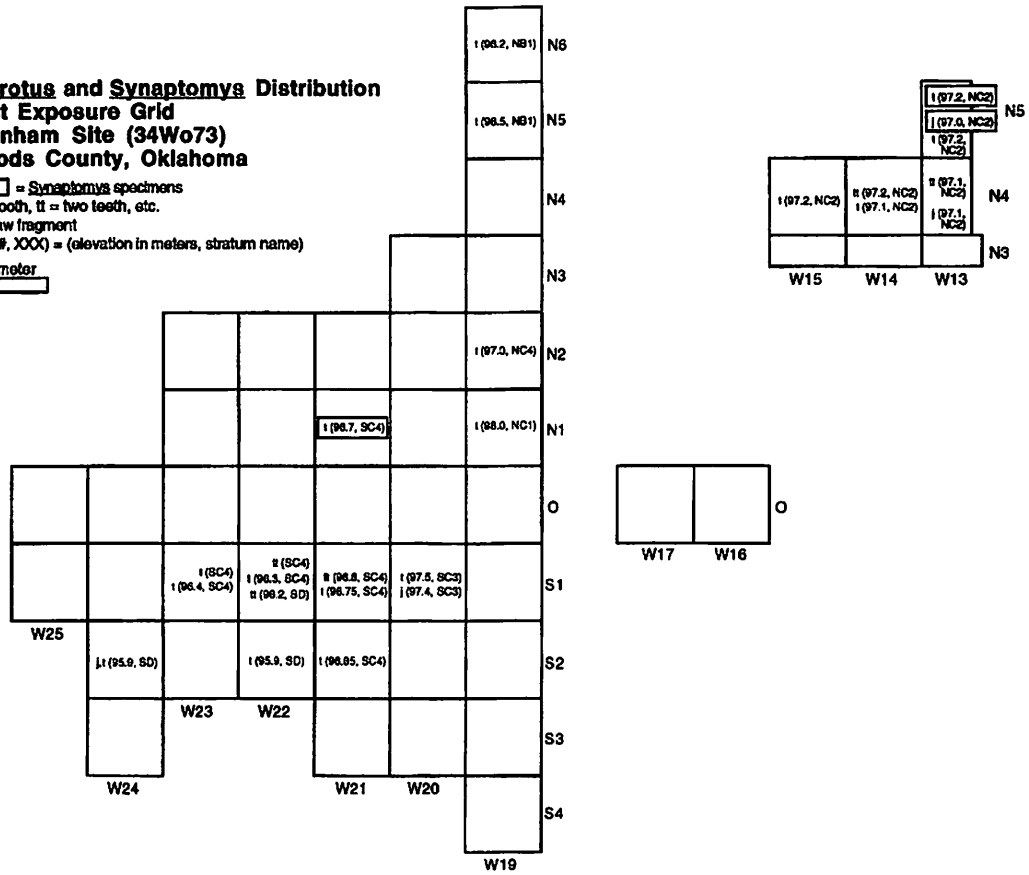 rotus and Synaptomys Distribution
t Exposure Grid
nham Site (34Wo73)
ods County, Oklahoma
= Synaptomys specimens
ooth, tt = two teeth, etc.
aw fragment
#, XXX) = (elevation in meters, stratum name)
meter
t (96.2, NB1) N6
t (96.5, NB1) N5
N4
N3
t (97.0, NC4) N2
t (96.7, SC4) t (98.0, NC1) N1
O
t (SC4)
t (96.4, SC4)
tt (SC4)
t (96.3, SC4)
tt (96.2, SD)
tt (96.8, SC4)
t (96.75, SC4)
t (97.5, SC3)
j (97.4, SC3)
S1
W25
j,t (95.9, SD) t (95.9, SD) t (96.85, SC4) S2
W23 W22
S3
W24 W21 W20
S4
W19
t (97.2, NC2)
j (97.0, NC2)
t (97.2,
NC2)
N5
t (97.2, NC2)
tt (97.2, NC2)
t (97.1, NC2)
tt (97.1,
NC2)
j (97.1,
NC2)
N4
N3
W15 W14 W13
O
W17 W16